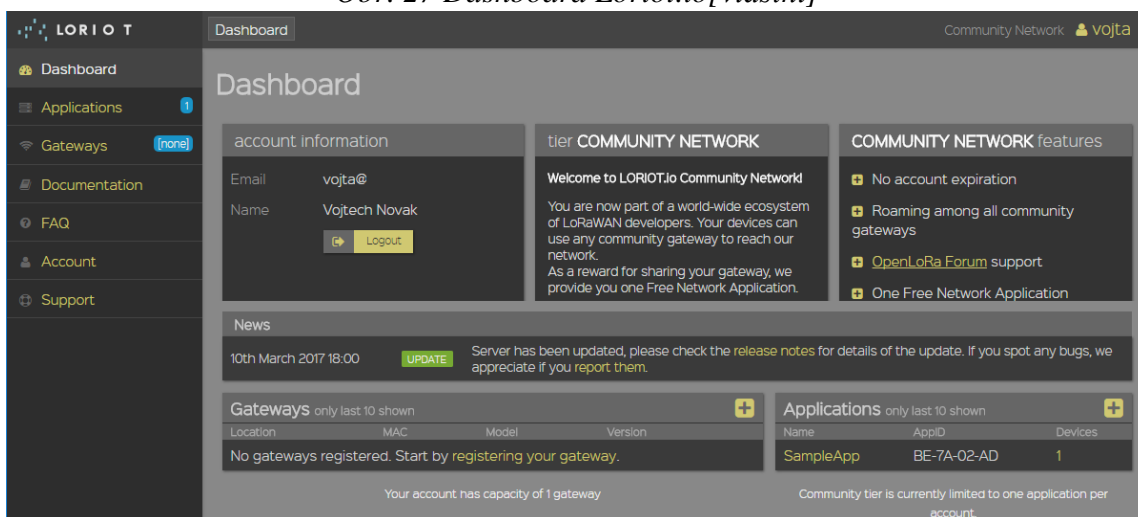 Obr. 27 Dashboard Loriot.io[vlastní]
LORIOT
Dashboard
Community Network vojta
Dashboard
Applications 1
Gateways [none]
Documentation
FAQ
Account
Support
Dashboard
account information
Email vojta@
Name Vojtech Novak
Logout
tier COMMUNITY NETWORK
Welcome to LORIOT.io Community Network!
You are now part of a world-wide ecosystem
of LoRaWAN developers. Your devices can
use any community gateway to reach our
network.
As a reward for sharing your gateway, we
provide you one Free Network Application.
COMMUNITY NETWORK features
No account expiration
Roaming among all community
gateways
OpenLoRa Forum support
One Free Network Application
News
10th March 2017 18:00 UPDATE Server has been updated, please check the release notes for details of the update. If you spot any bugs, we
appreciate if you report them.
Gateways only last 10 shown
Location MAC Model Version
No gateways registered. Start by registering your gateway.
Your account has capacity of 1 gateway
Applications only last 10 shown
Name AppID Devices
SampleApp BE-7A-02-AD 1
Community tier is currently limited to one application per
account.